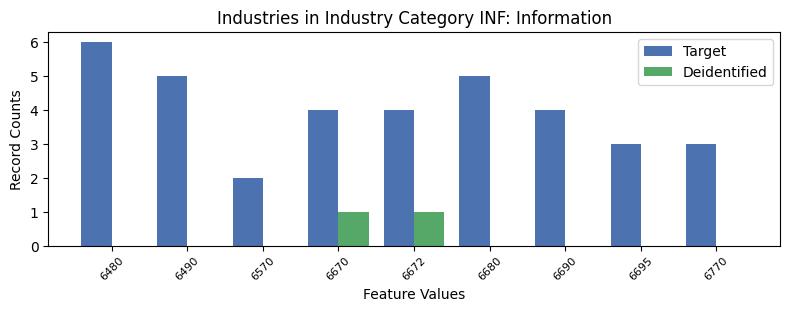 Industries in Industry Category INF: Information
Target
Deidentified
Record Counts
6
5
4
3
2
1
0
6480 6490 6570 6670 6672 6680 6690 6695 6770
Feature Values